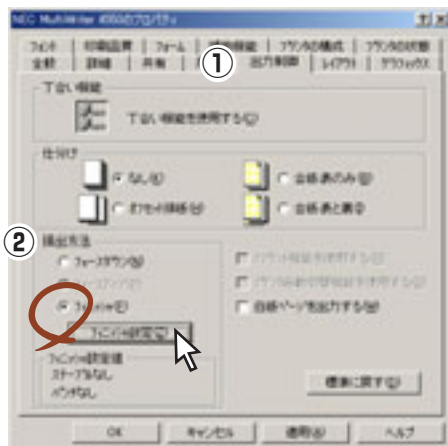 NEC MultiWriter 4050のプロパティ
フォント 印刷品質 フォーム プリンタの構成 プリンタの状態
全般 詳細 共有 ① 出力制御 レイアウト グラフィックス
丁合い機能
丁合い機能を使用する(C)
仕分け
なし(E) 合紙 表のみ
オフセット排紙 合紙 表と裏
② 排出方法
フェースダウン(N)
フィニッシャ
白紙ページを出力する(W)
フィニッシャ設定
フィニッシャ設定値
ステープルなし
パンチなし
標準に戻す(D)
OK キャンセル 適用(A) ヘルプ